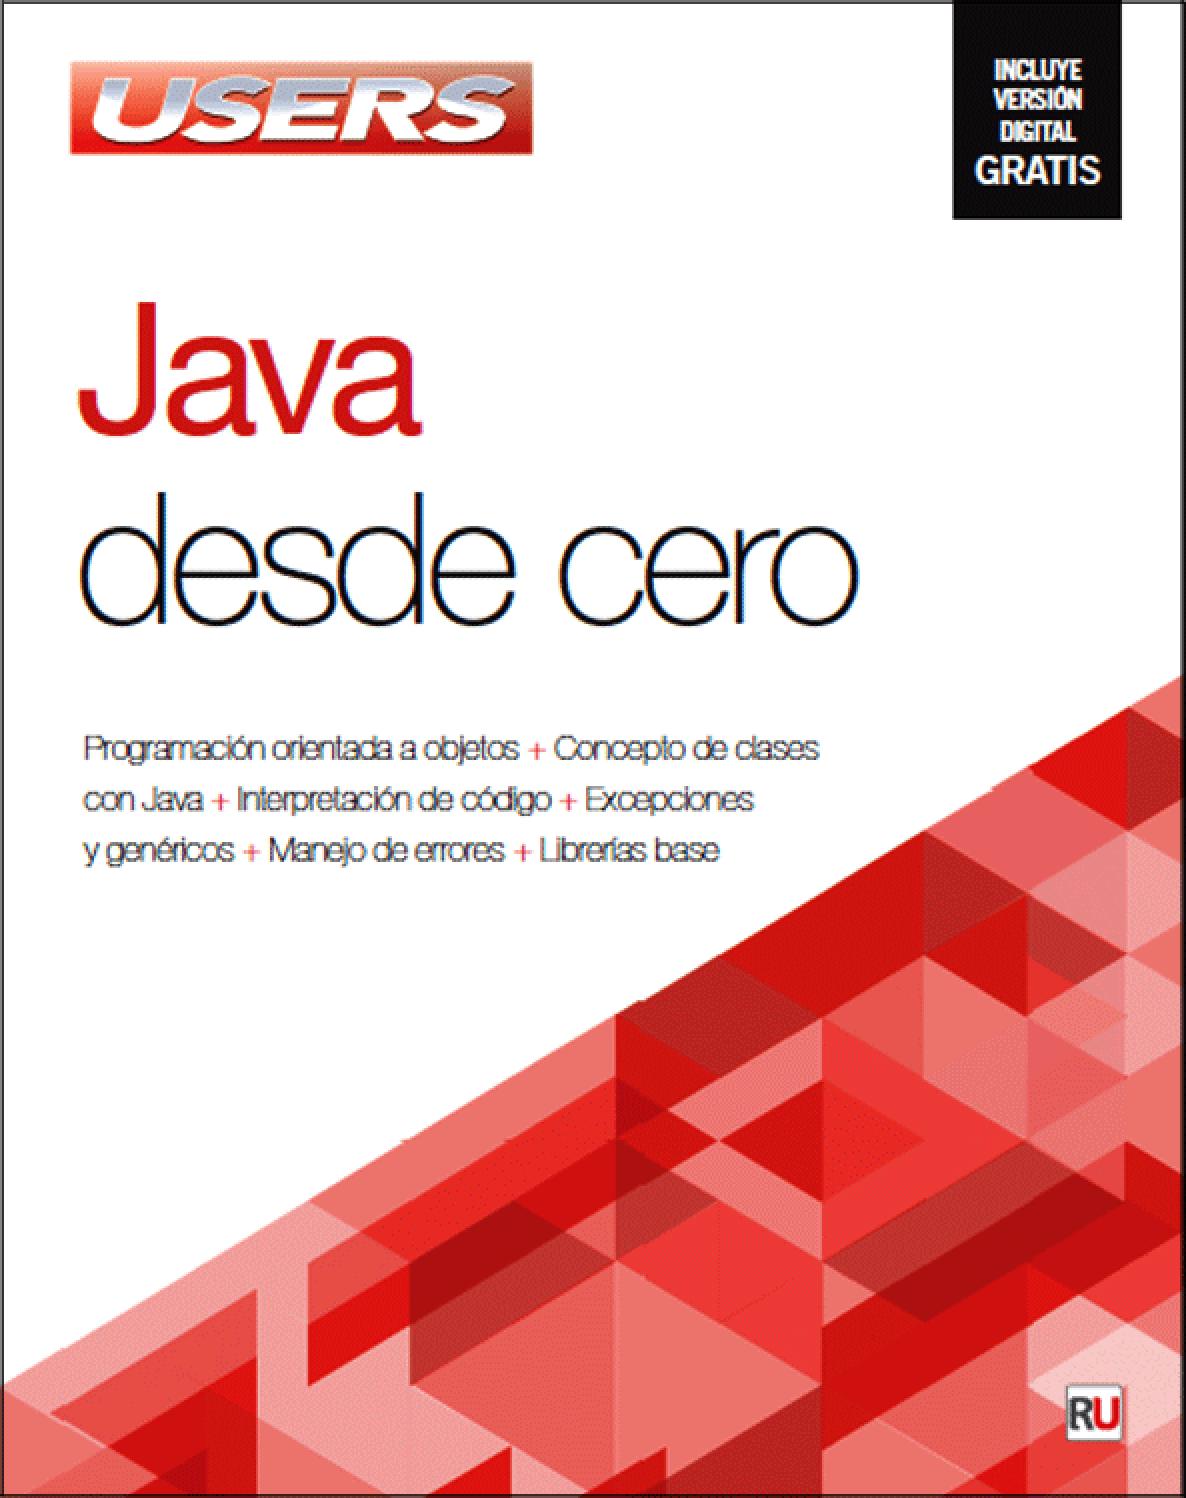 USERS
INCLUYE
VERSIÓN
DIGITAL
GRATIS
Java
desde cero
Programación orientada a objetos + Concepto de clases
con Java + Interpretación de código + Excepciones
y genéricos + Manejo de errores + Librerías base
RU